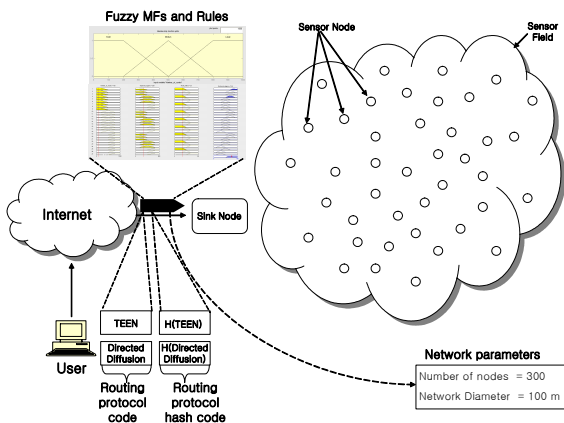 Fuzzy MFs and Rules
Sensor Node
Sensor
Field
Internet
Sink Node
TEEN
H(TEEN)
Directed
Diffusion
H(Directed
Diffusion)
User
Routing
protocol
code
Routing
protocol
hash code
Network parameters
Number of nodes = 300
Network Diameter = 100 m